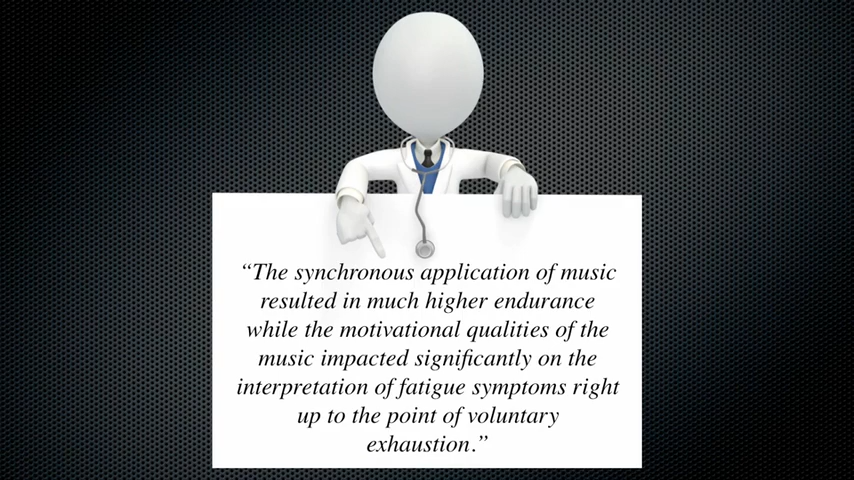 “The synchronous application of music
resulted in much higher endurance
while the motivational qualities of the
music impacted significantly on the
interpretation of fatigue symptoms right
up to the point of voluntary
exhaustion.”